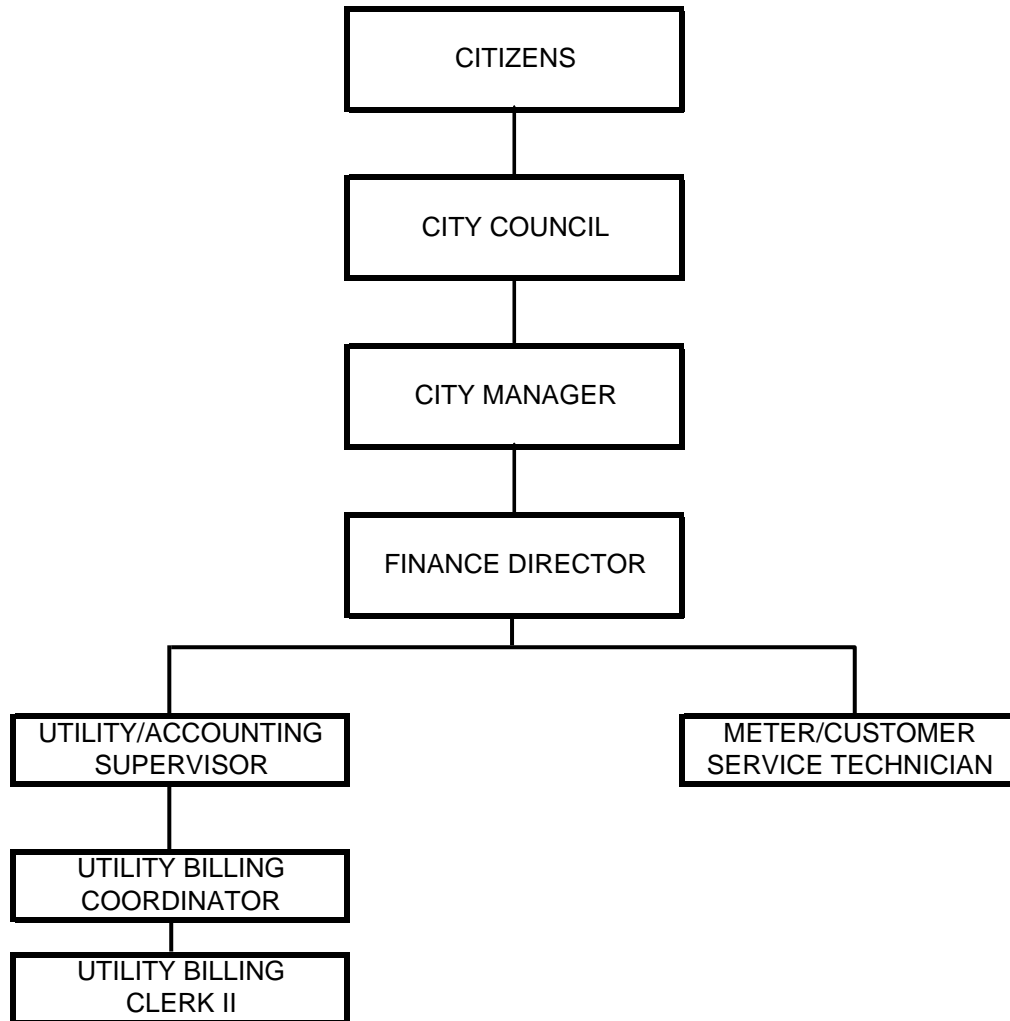 CITIZENS
CITY COUNCIL
CITY MANAGER
FINANCE DIRECTOR
UTILITY/ACCOUNTING
SUPERVISOR
METER/CUSTOMER
SERVICE TECHNICIAN
UTILITY BILLING
COORDINATOR
UTILITY BILLING
CLERK II